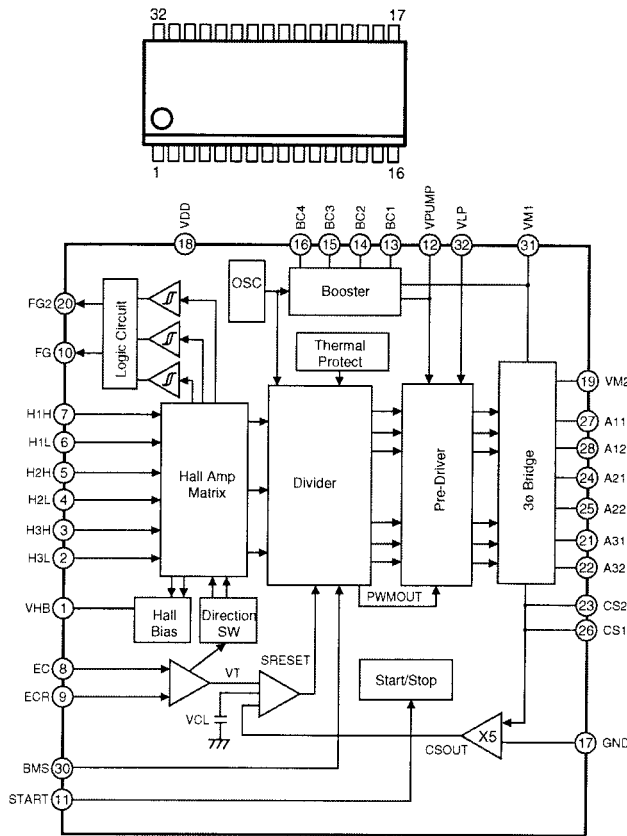 32
17
1
16
VDD
BC4
BC3
BC2
BC1
VPUMP
VLP
VM1
18
16
15
14
13
12
32
31
FG2
20
FG
10
Logic Circuit
OSC
Booster
Thermal
Protect
H1H
7
H1L
6
H2H
5
H2L
4
H3H
3
H3L
2
Hall Amp
Matrix
Divider
Pre-Driver
3ø Bridge
19
VM2
27
A11
28
A12
24
A21
25
A22
21
A31
22
A32
PWMOUT
VHB
1
Hall
Bias
Direction
SW
23
CS2
26
CS1
EC
8
ECR
9
VT
SRESET
VCL
Start/Stop
CSOUT
X5
17
GND
BMS
30
START
11